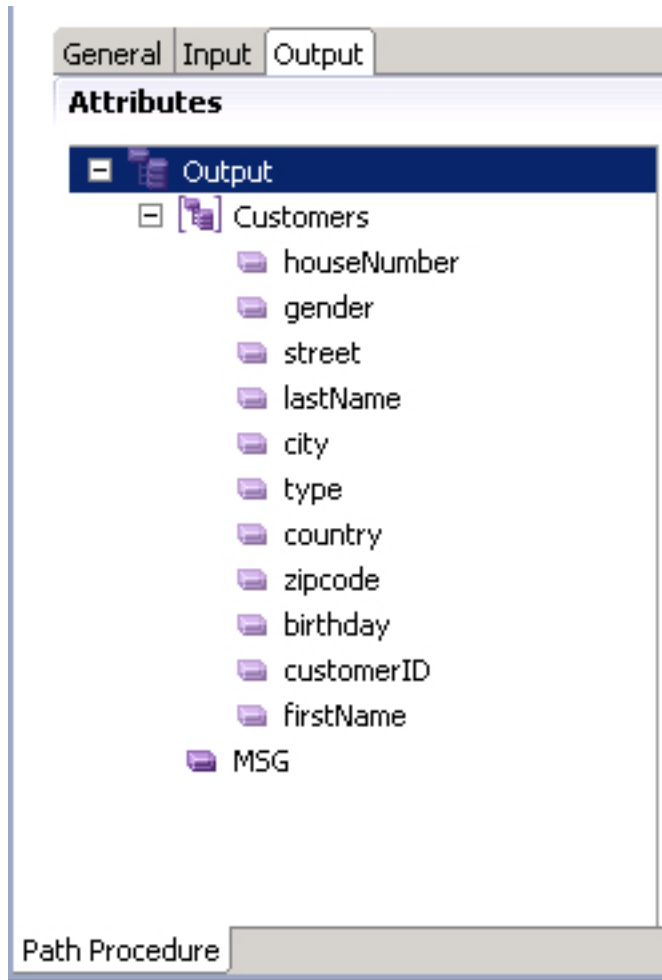 General Input Output
Attributes
Output
Customers
houseNumber
gender
street
lastName
city
type
country
zipcode
birthday
customerID
firstName
MSG
Path Procedure